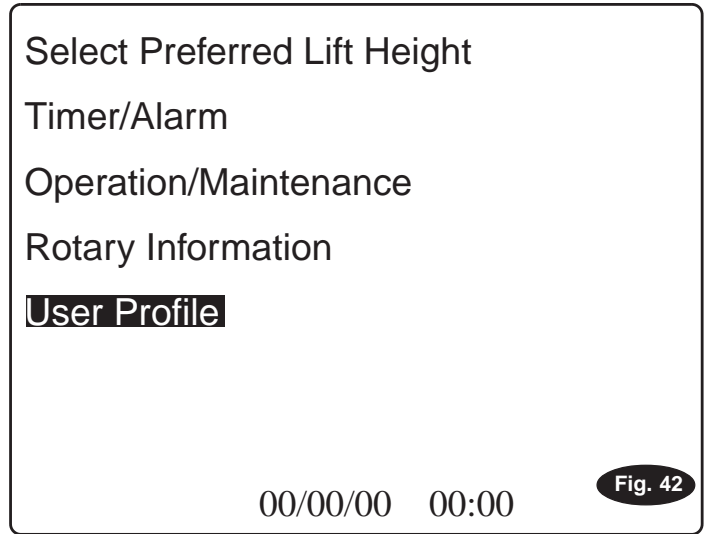 Select Preferred Lift Height
Timer/Alarm
Operation/Maintenance
Rotary Information
User Profile
Fig. 42
00/00/00 00:00